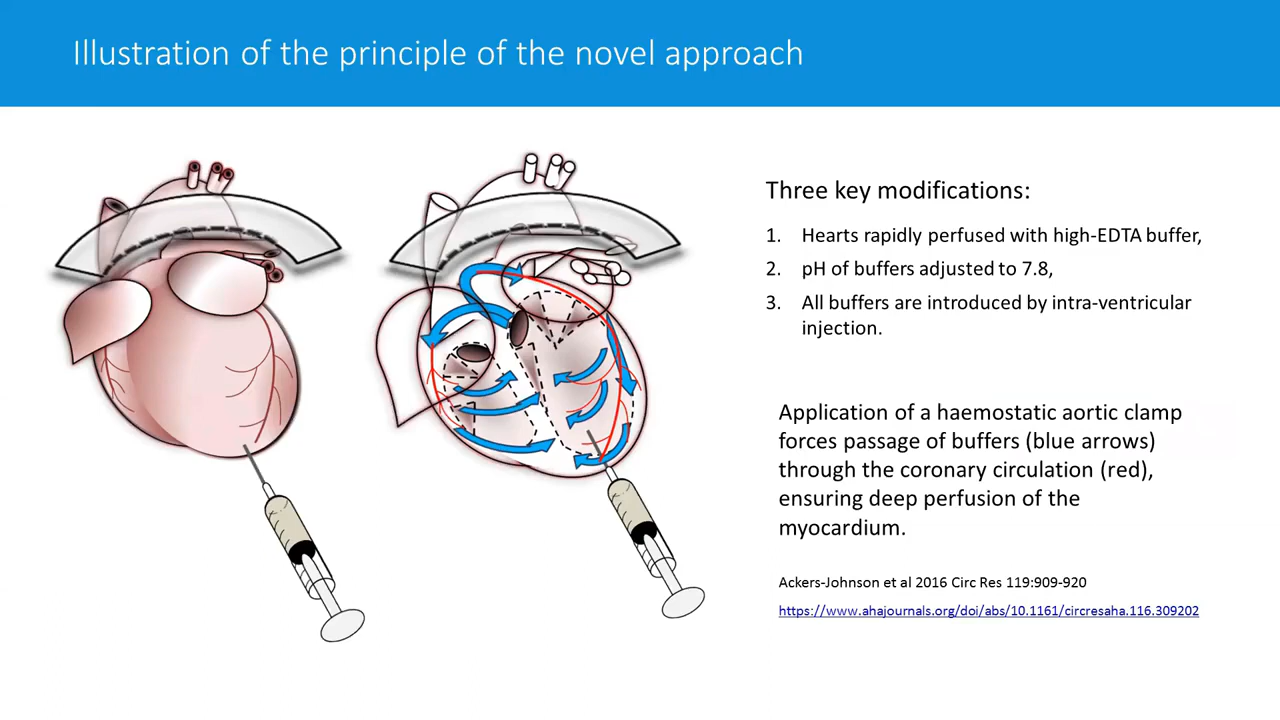 Illustration of the principle of the novel approach
Three key modifications:
1. Hearts rapidly perfused with high-EDTA buffer,
2. pH of buffers adjusted to 7.8,
3. All buffers are introduced by intra-ventricular
injection.
Application of a haemostatic aortic clamp
forces passage of buffers (blue arrows)
through the coronary circulation (red),
ensuring deep perfusion of the
myocardium.
Ackers-Johnson et al 2016 Circ Res 119:909-920
https://www.ahajournals.org/doi/abs/10.1161/circresaha.116.309202